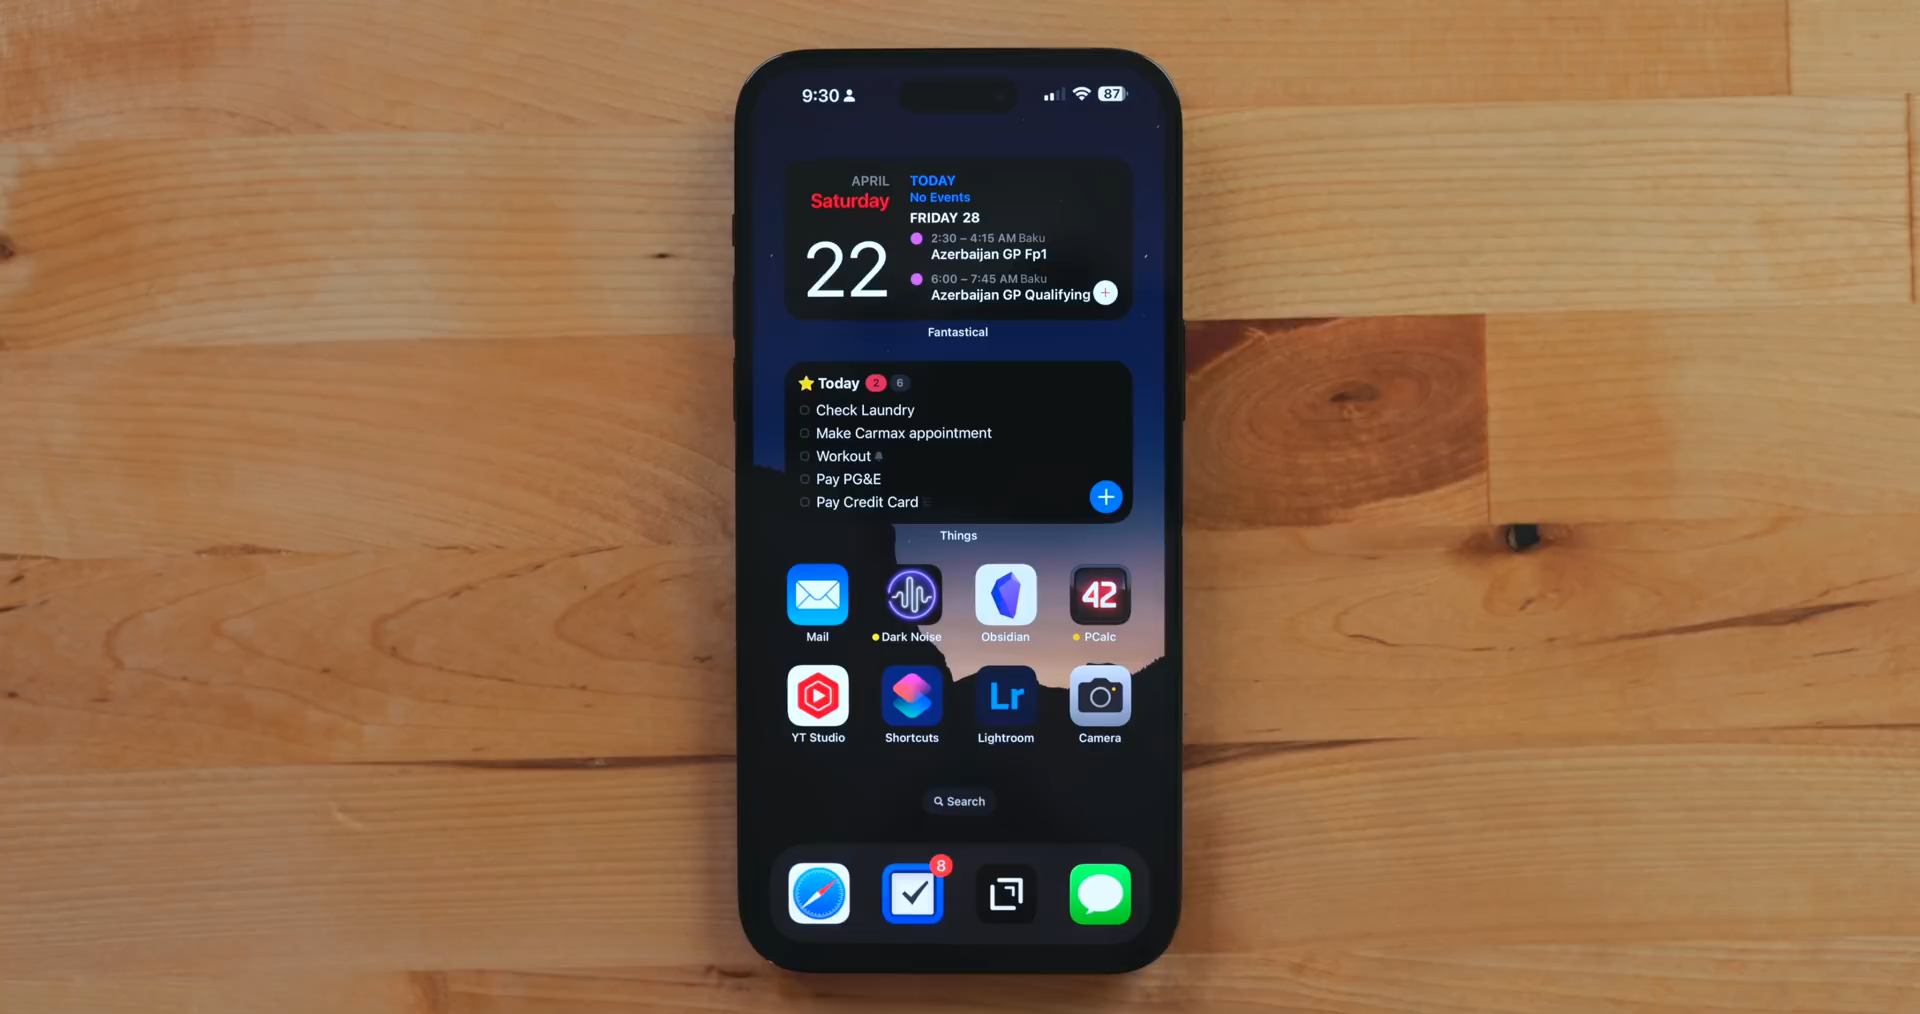 9:30
87
APRIL
Saturday
22
TODAY
No Events
FRIDAY 28
2:30 – 4:15 AM Baku
Azerbaijan GP Fp1
6:00 – 7:45 AM Baku
Azerbaijan GP Qualifying
Fantastical
Today 2 6
Check Laundry
Make Carmax appointment
Workout
Pay PG&E
Pay Credit Card
Things
42
Mail
Dark Noise
Obsidian
PCalc
Lr
YT Studio
Shortcuts
Lightroom
Camera
Search
8